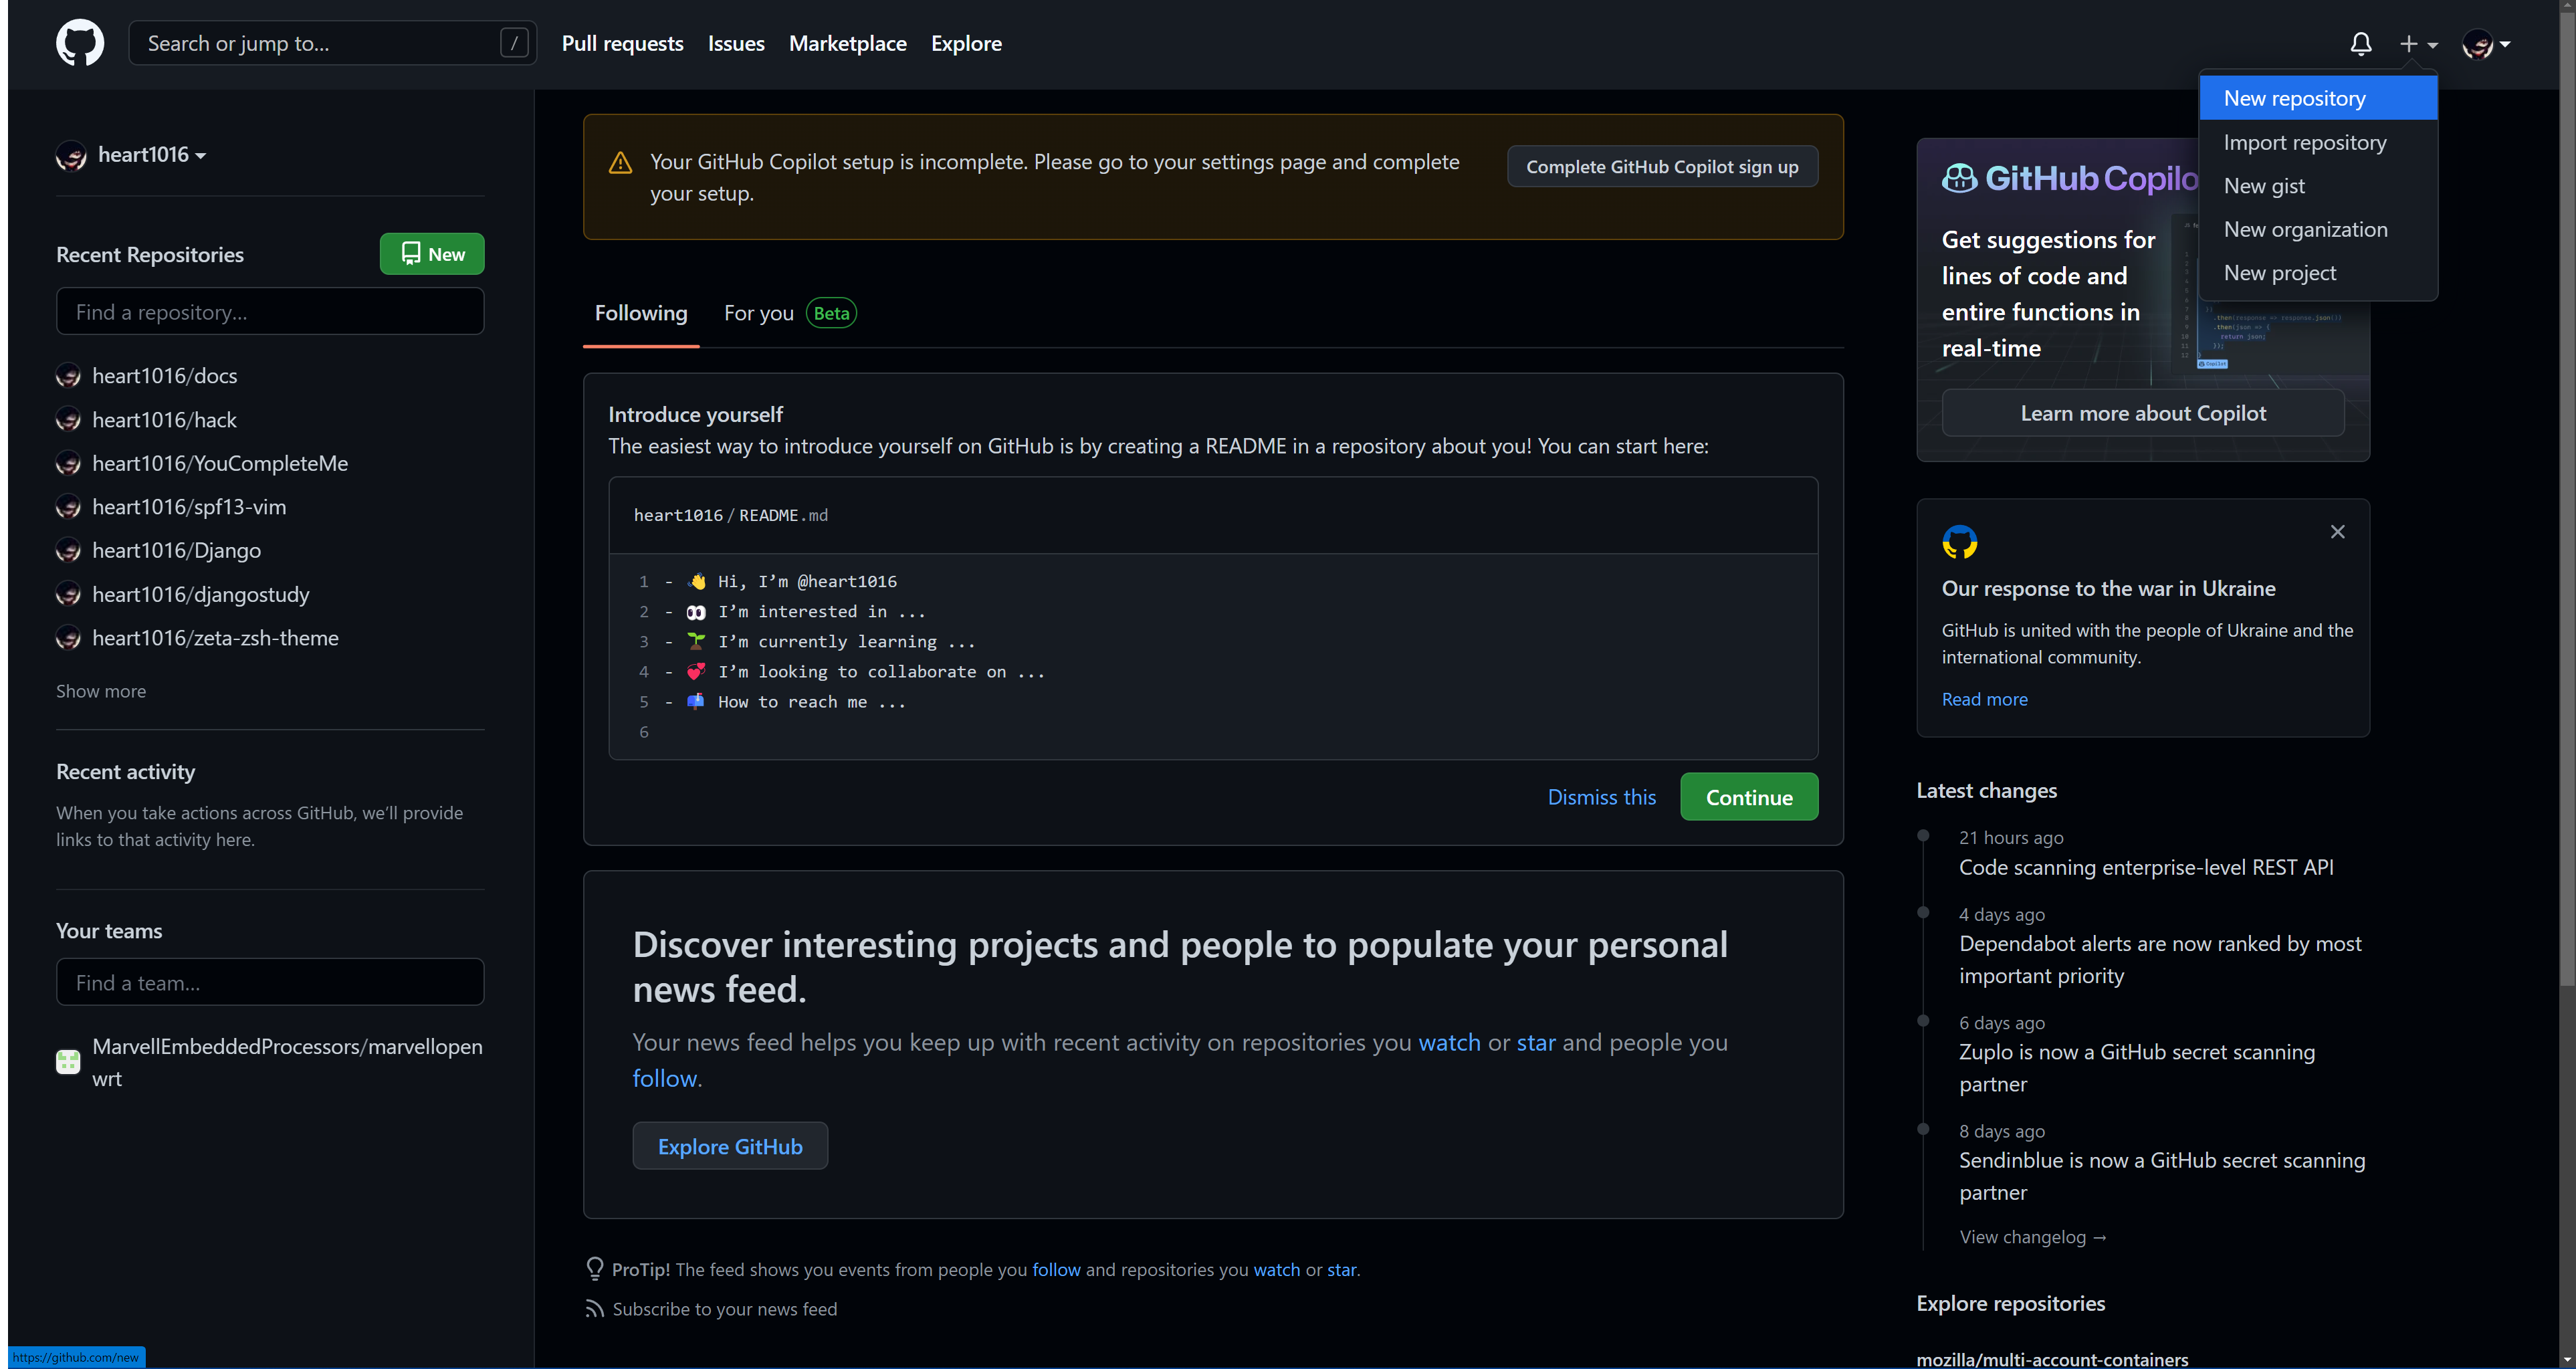 Search or jump to...
/
Pull requests
Issues
Marketplace
Explore
New repository
Import repository
New gist
New organization
New project
heart1016
Recent Repositories
New
Find a repository...
heart1016/docs
heart1016/hack
heart1016/YouCompleteMe
heart1016/spf13-vim
heart1016/Django
heart1016/djangostudy
heart1016/zeta-zsh-theme
Show more
Recent activity
When you take actions across GitHub, we’ll provide
links to that activity here.
Your teams
Find a team...
MarvellEmbeddedProcessors/marvellopen
wrt
https://github.com/new
Your GitHub Copilot setup is incomplete. Please go to your settings page and complete
your setup.
Complete GitHub Copilot sign up
Following
For you
Beta
Introduce yourself
The easiest way to introduce yourself on GitHub is by creating a README in a repository about you! You can start here:
heart1016/README.md
1 - 👋 Hi, I’m @heart1016
2 - 👀 I’m interested in ...
3 - 🌱 I’m currently learning ...
4 - 💞️ I’m looking to collaborate on ...
5 - 📫 How to reach me ...
6
Dismiss this
Continue
Discover interesting projects and people to populate your personal
news feed.
Your news feed helps you keep up with recent activity on repositories you watch or star and people you
follow.
Explore GitHub
ProTip! The feed shows you events from people you follow and repositories you watch or star.
Subscribe to your news feed
GitHub Copilo
Get suggestions for
lines of code and
entire functions in
real-time
.then(response => response.json())
.then(json => {
return json;
});
Copilot
Learn more about Copilot
Our response to the war in Ukraine
GitHub is united with the people of Ukraine and the
international community.
Read more
Latest changes
21 hours ago
Code scanning enterprise-level REST API
4 days ago
Dependabot alerts are now ranked by most
important priority
6 days ago
Zuplo is now a GitHub secret scanning
partner
8 days ago
Sendinblue is now a GitHub secret scanning
partner
View changelog →
Explore repositories
mozilla/multi-account-containers